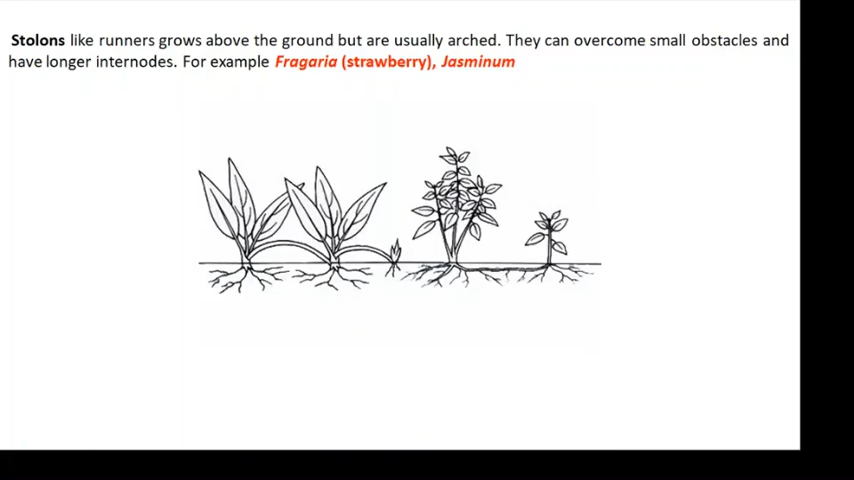 Stolons like runners grows above the ground but are usually arched. They can overcome small obstacles and
have longer internodes. For example Fragaria (strawberry), Jasminum